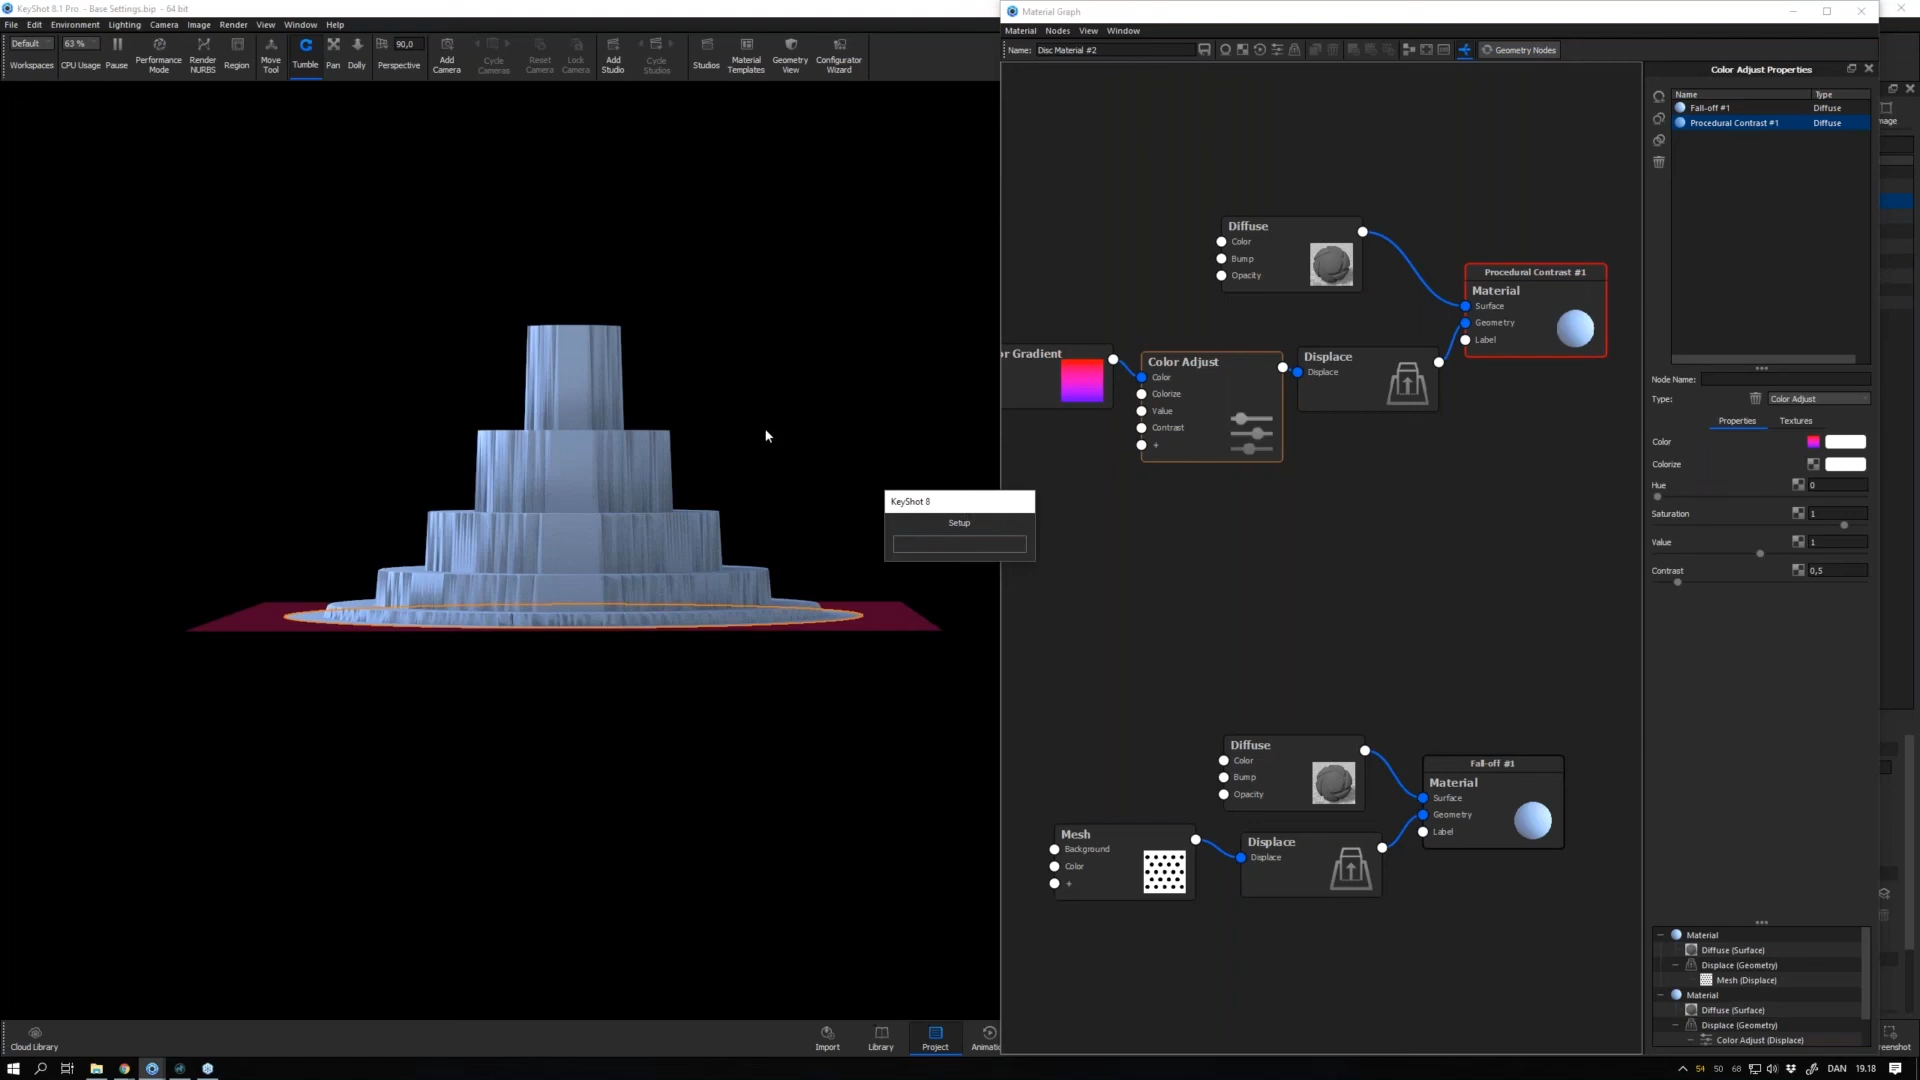 KeyShot 8.1 Pro - Base Settings.bip - 64 bit
File Edit Environment Lighting Camera Image Render View Window Help
Default
63 %
90,0
Workspaces
CPU Usage
Pause
Performance Mode
Render NURBS
Region
Move Tool
Tumble
Pan
Dolly
Perspective
Add Camera
Cycle Cameras
Reset Camera
Lock Camera
Add Studio
Cycle Studios
Studios
Material Templates
Geometry View
Configurator Wizard
Material Graph
Material Nodes View Window
Name: Disc Material #2
Geometry Nodes
Diffuse
Color
Bump
Opacity
Procedural Contrast #1
Material
Surface
Geometry
Label
or Gradient
Color Adjust
Color
Colorize
Value
Contrast
+
Displace
Displace
KeyShot 8
Setup
Diffuse
Color
Bump
Opacity
Fall-off #1
Material
Surface
Geometry
Label
Mesh
Background
Color
+
Displace
Displace
Color Adjust Properties
Name Type
Fall-off #1 Diffuse
Procedural Contrast #1 Diffuse
Node Name:
Type: Color Adjust
Properties Textures
Color
Colorize
Hue 0
Saturation 1
Value 1
Contrast 0,5
Material
Diffuse (Surface)
Displace (Geometry)
Mesh (Displace)
Material
Diffuse (Surface)
Displace (Geometry)
Color Adjust (Displace)
mage
Cloud Library
Import
Library
Project
Animatio
eenshot
54 50 68 DAN 19.18